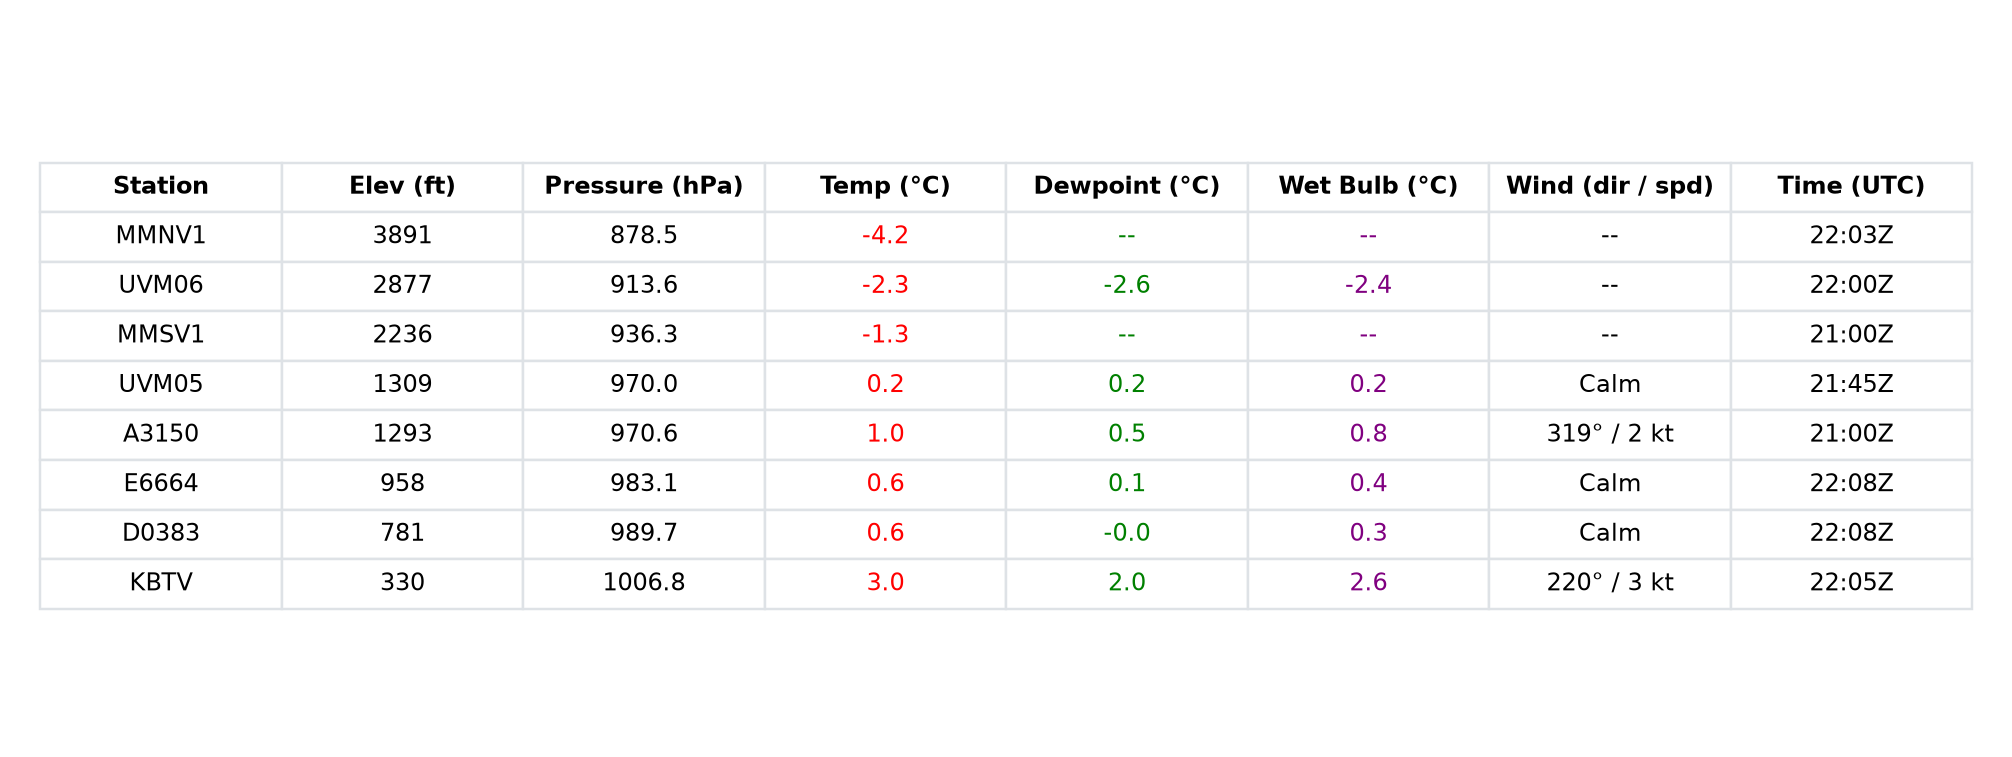 Station Elev (ft) Pressure (hPa) Temp (°C) Dewpoint (°C) Wet Bulb (°C) Wind (dir / spd) Time (UTC)
MMNV1 3891 878.5 -4.2 -- -- -- 22:03Z
UVM06 2877 913.6 -2.3 -2.6 -2.4 -- 22:00Z
MMSV1 2236 936.3 -1.3 -- -- -- 21:00Z
UVM05 1309 970.0 0.2 0.2 0.2 Calm 21:45Z
A3150 1293 970.6 1.0 0.5 0.8 319° / 2 kt 21:00Z
E6664 958 983.1 0.6 0.1 0.4 Calm 22:08Z
D0383 781 989.7 0.6 -0.0 0.3 Calm 22:08Z
KBTV 330 1006.8 3.0 2.0 2.6 220° / 3 kt 22:05Z